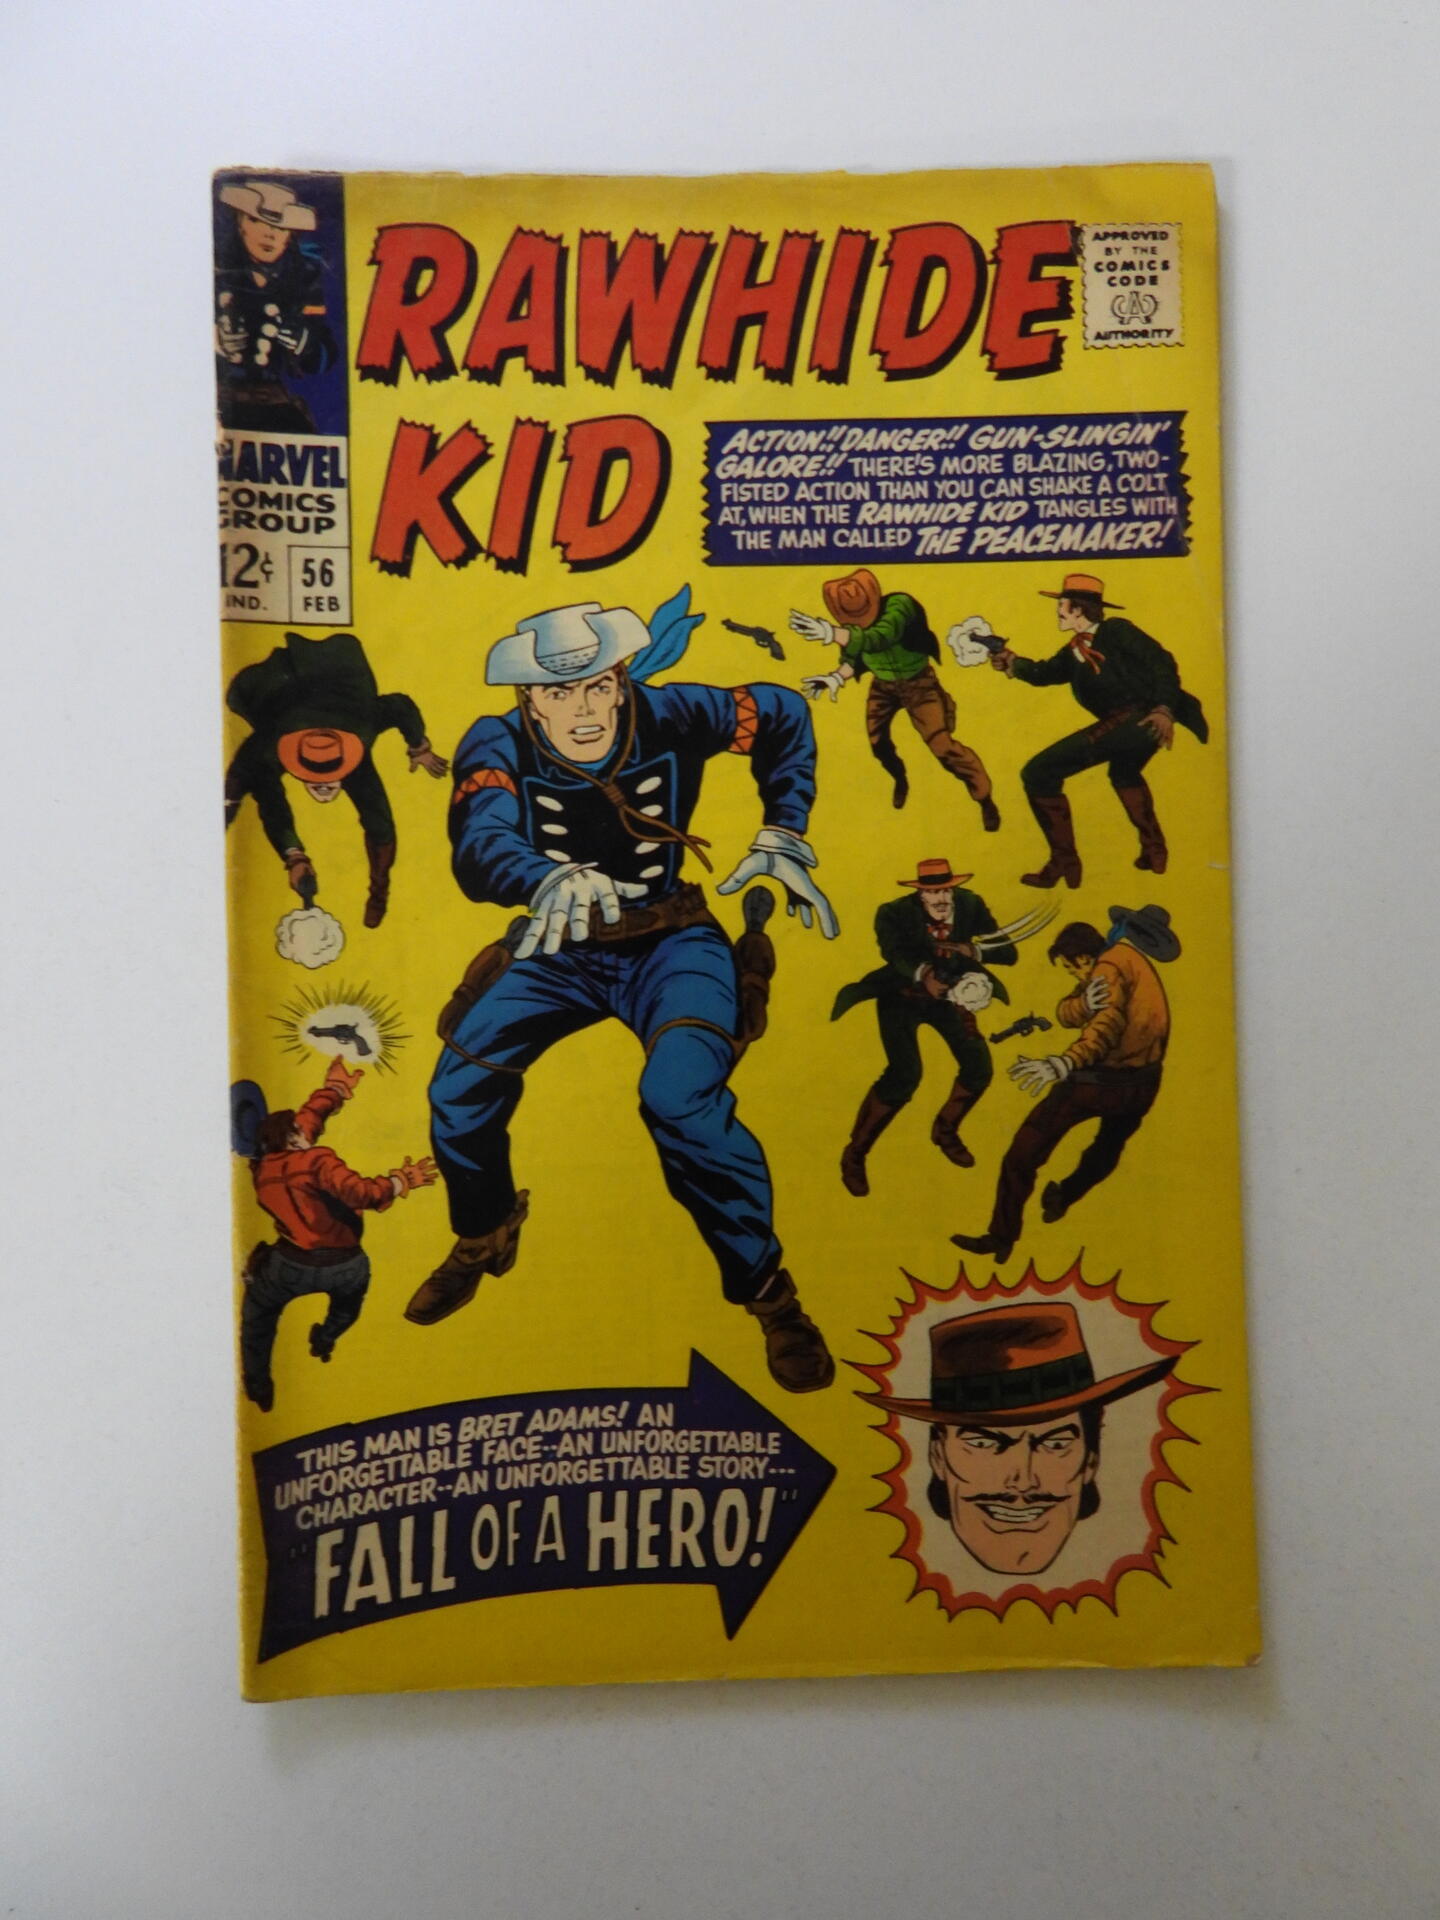 RAWHIDE
KID
APPROVED
BY THE
COMICS
CODE
CA
AUTHORITY
MARVEL
COMICS
GROUP
12¢
IND.
56
FEB
ACTION!! DANGER!! GUN-SLINGIN'
GALORE!! THERE'S MORE BLAZING, TWO-
FISTED ACTION THAN YOU CAN SHAKE A COLT
AT, WHEN THE RAWHIDE KID TANGLES WITH
THE MAN CALLED THE PEACEMAKER!
THIS MAN IS BRET ADAMS! AN
UNFORGETTABLE FACE--AN UNFORGETTABLE
CHARACTER--AN UNFORGETTABLE STORY---
"FALL OF A HERO!"